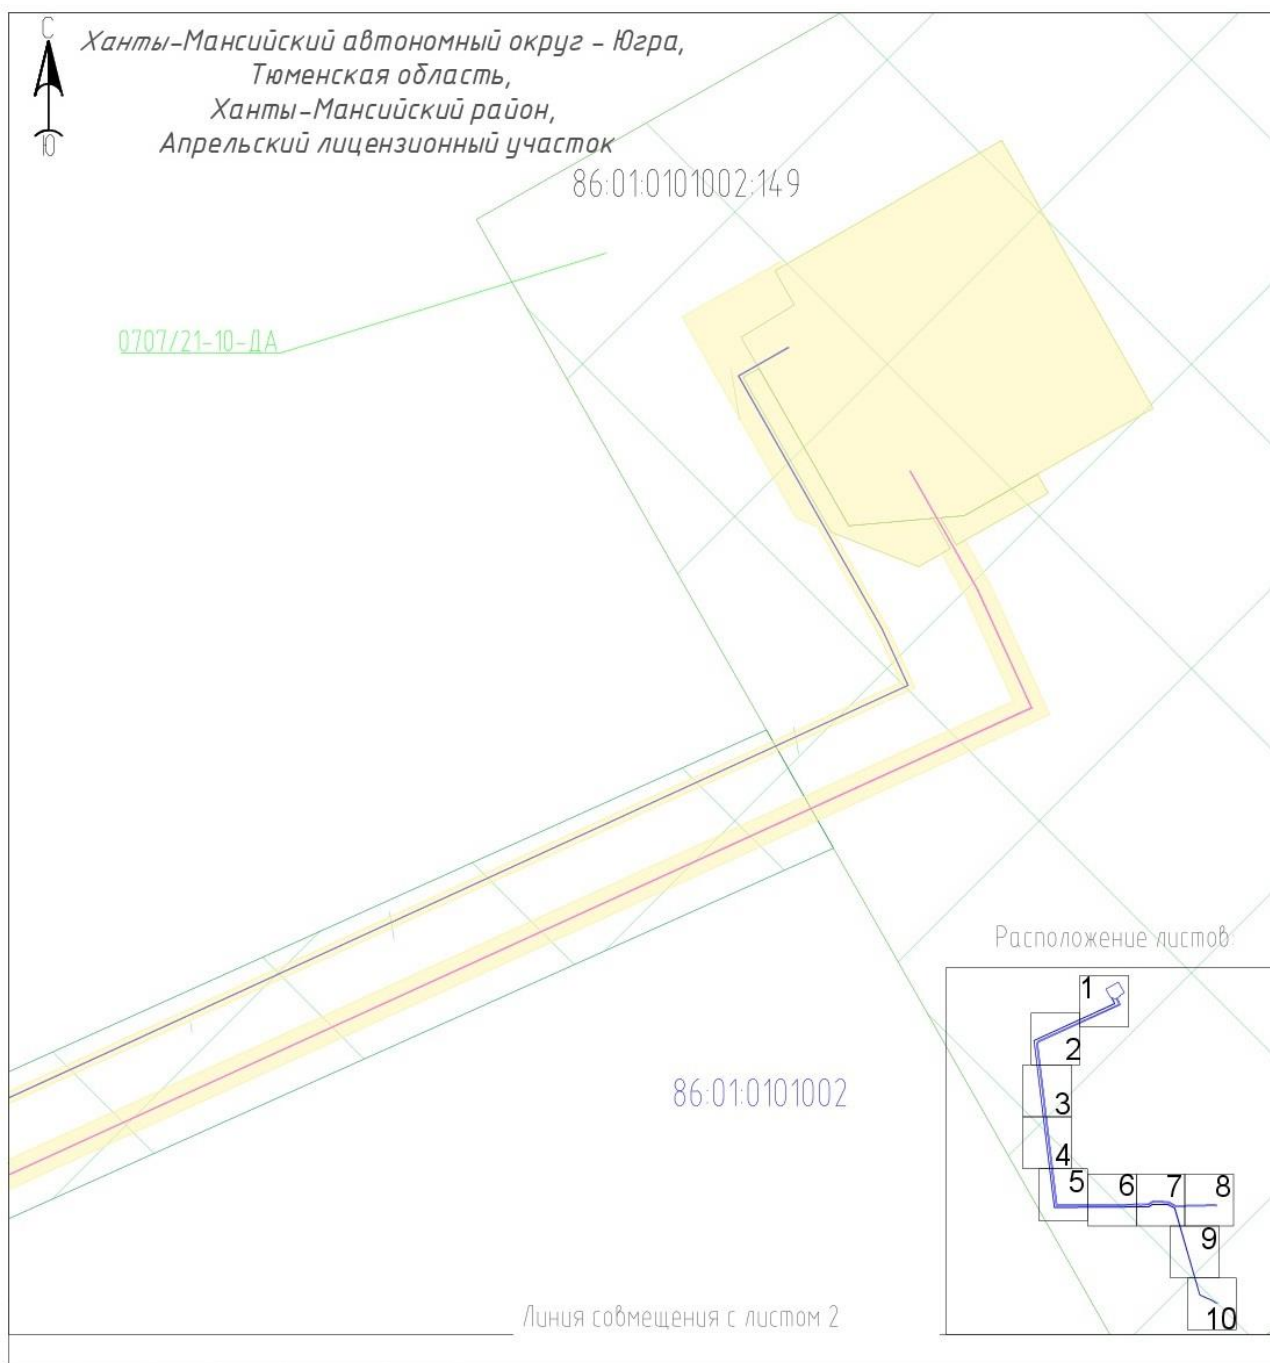 С
Ю
Ханты-Мансийский автономный округ - Югра,
Тюменская область,
Ханты-Мансийский район,
Апрельский лицензионный участок
86:01:0101002:149
0707/21-10-ДА
86:01:0101002
Расположение листов:
1
2
3
4
5
6
7
8
9
10
Линия совмещения с листом 2